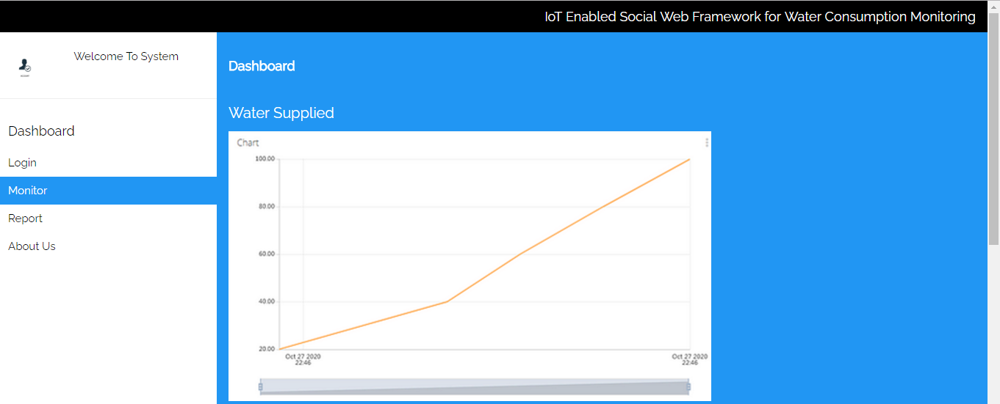 IoT Enabled Social Web Framework for Water Consumption Monitoring
Welcome To System
Dashboard
Login
Monitor
Report
About Us
Dashboard
Water Supplied
Chart
100.00
80.00
60.00
40.00
20.00
Oct 27 2020
22:46
Oct 27 2020
22:46